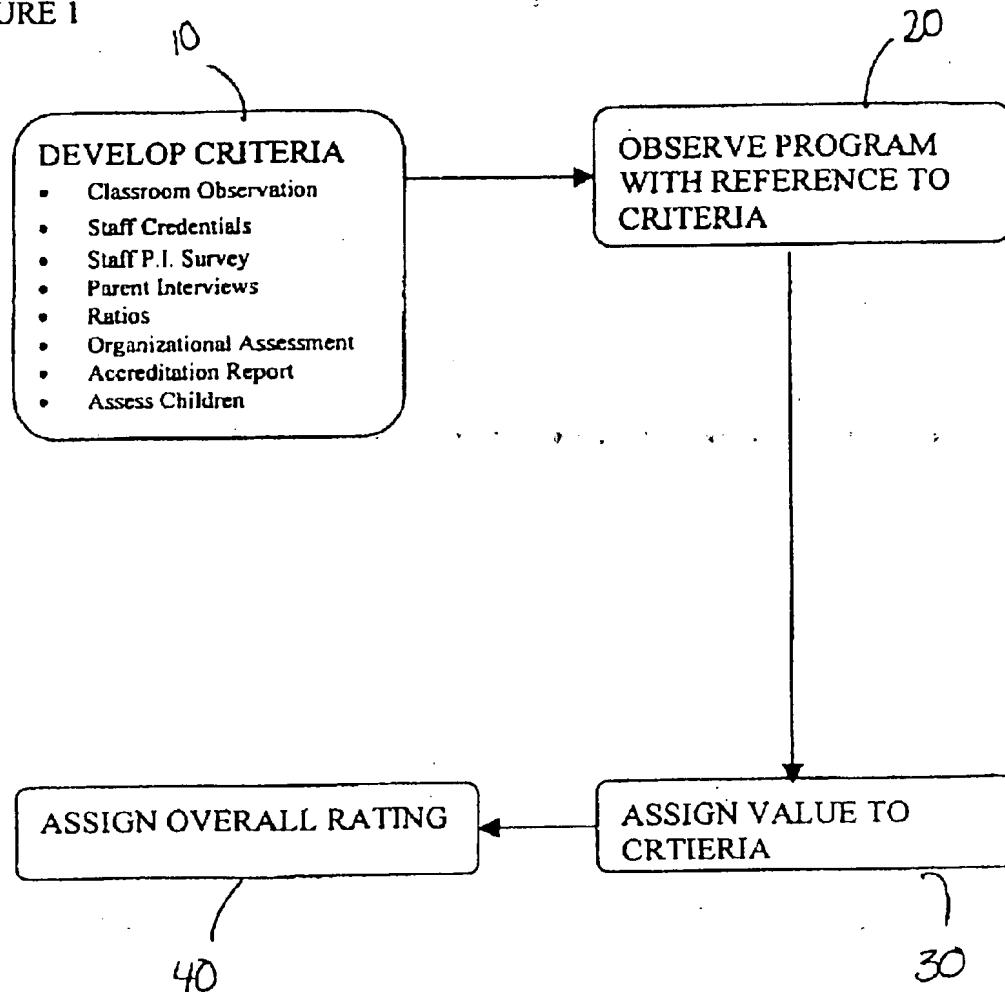 URE 1
10
20
DEVELOP CRITERIA
• Classroom Observation
• Staff Credentials
• Staff P.I. Survey
• Parent Interviews
• Ratios
• Organizational Assessment
• Accreditation Report
• Assess Children
OBSERVE PROGRAM
WITH REFERENCE TO
CRITERIA
ASSIGN OVERALL RATING
ASSIGN VALUE TO
CRTIERIA
40
30